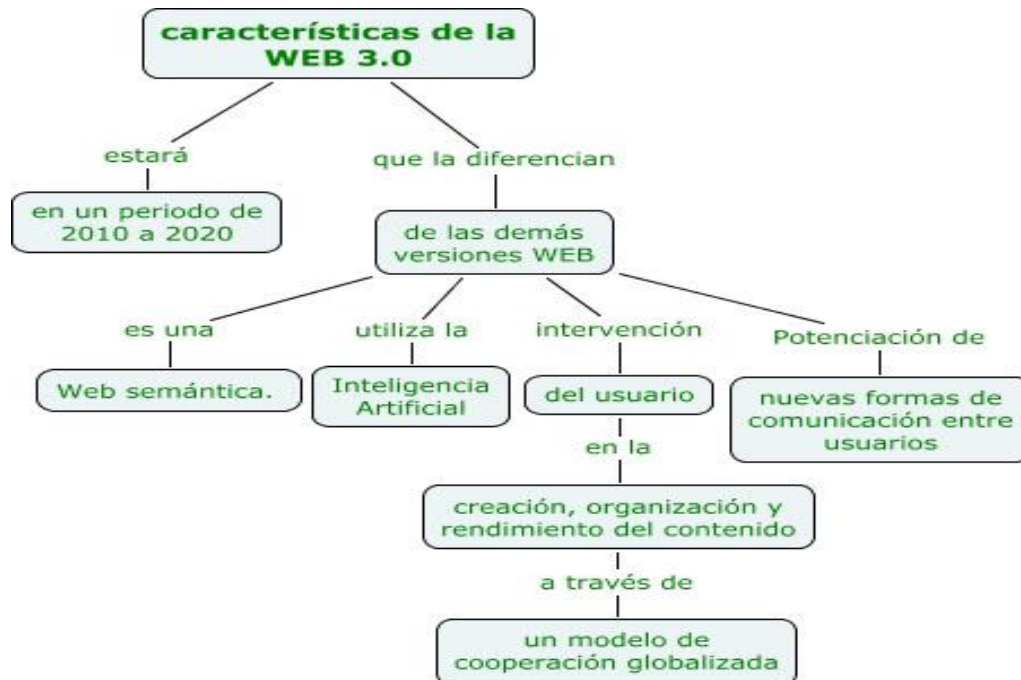 características de la
WEB 3.0
estará
que la diferencian
en un periodo de
2010 a 2020
de las demás
versiones WEB
es una
utiliza la
intervención
Potenciación de
Web semántica.
Inteligencia
Artificial
del usuario
nuevas formas de
comunicación entre
usuarios
en la
creación, organización y
rendimiento del contenido
a través de
un modelo de
cooperación globalizada